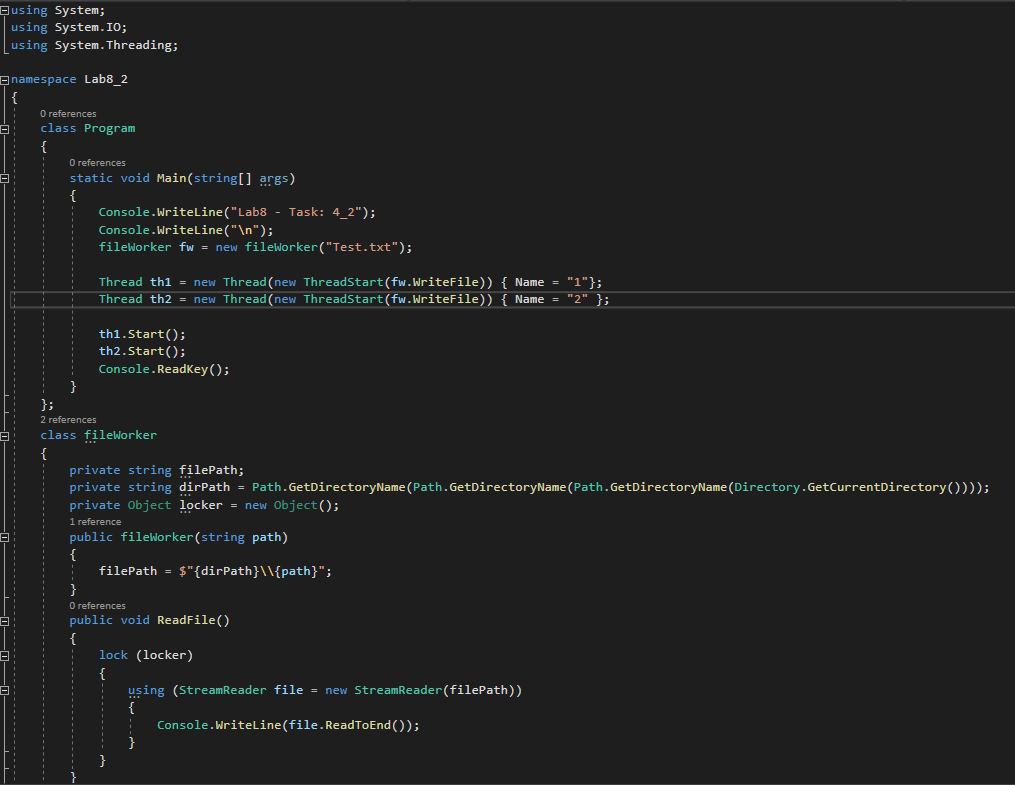 using System;
using System.IO;
using System.Threading;
namespace Lab8_2
{
0 references
class Program
{
0 references
static void Main(string[] args)
{
Console.WriteLine("Lab8 - Task: 4_2");
Console.WriteLine("\n");
fileWorker fw = new fileWorker("Test.txt");
Thread th1 = new Thread(new ThreadStart(fw.WriteFile)) { Name = "1"};
Thread th2 = new Thread(new ThreadStart(fw.WriteFile)) { Name = "2" };
th1.Start();
th2.Start();
Console.ReadKey();
}
};
2 references
class fileWorker
{
private string filePath;
private string dirPath = Path.GetDirectoryName(Path.GetDirectoryName(Path.GetDirectoryName(Directory.GetCurrentDirectory())));
private Object locker = new Object();
1 reference
public fileWorker(string path)
{
filePath = $"{dirPath}\\{path}";
}
0 references
public void ReadFile()
{
lock (locker)
{
using (StreamReader file = new StreamReader(filePath))
{
Console.WriteLine(file.ReadToEnd());
}
}
}